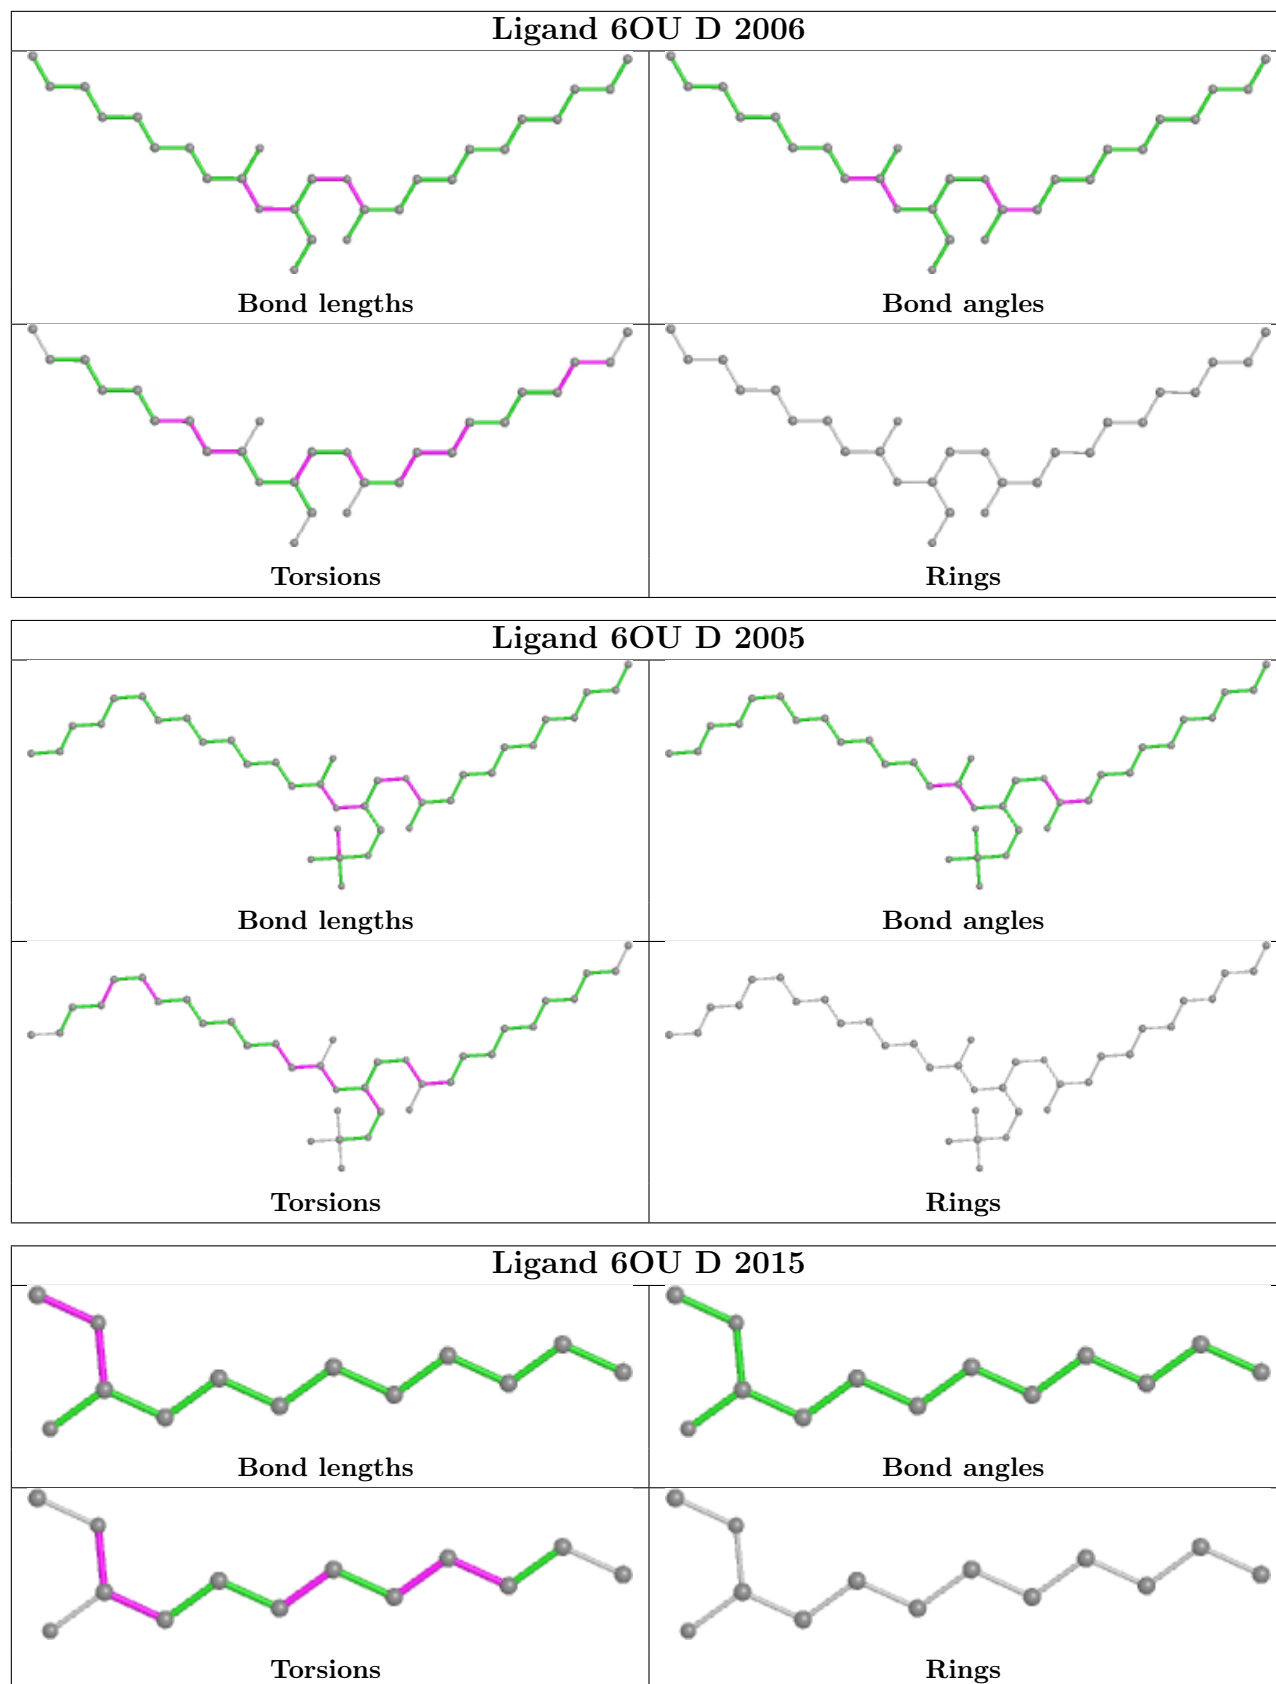 Ligand 6OU D 2006
Bond lengths
Bond angles
Torsions
Rings
Ligand 6OU D 2005
Bond lengths
Bond angles
Torsions
Rings
Ligand 6OU D 2015
Bond lengths
Bond angles
Torsions
Rings